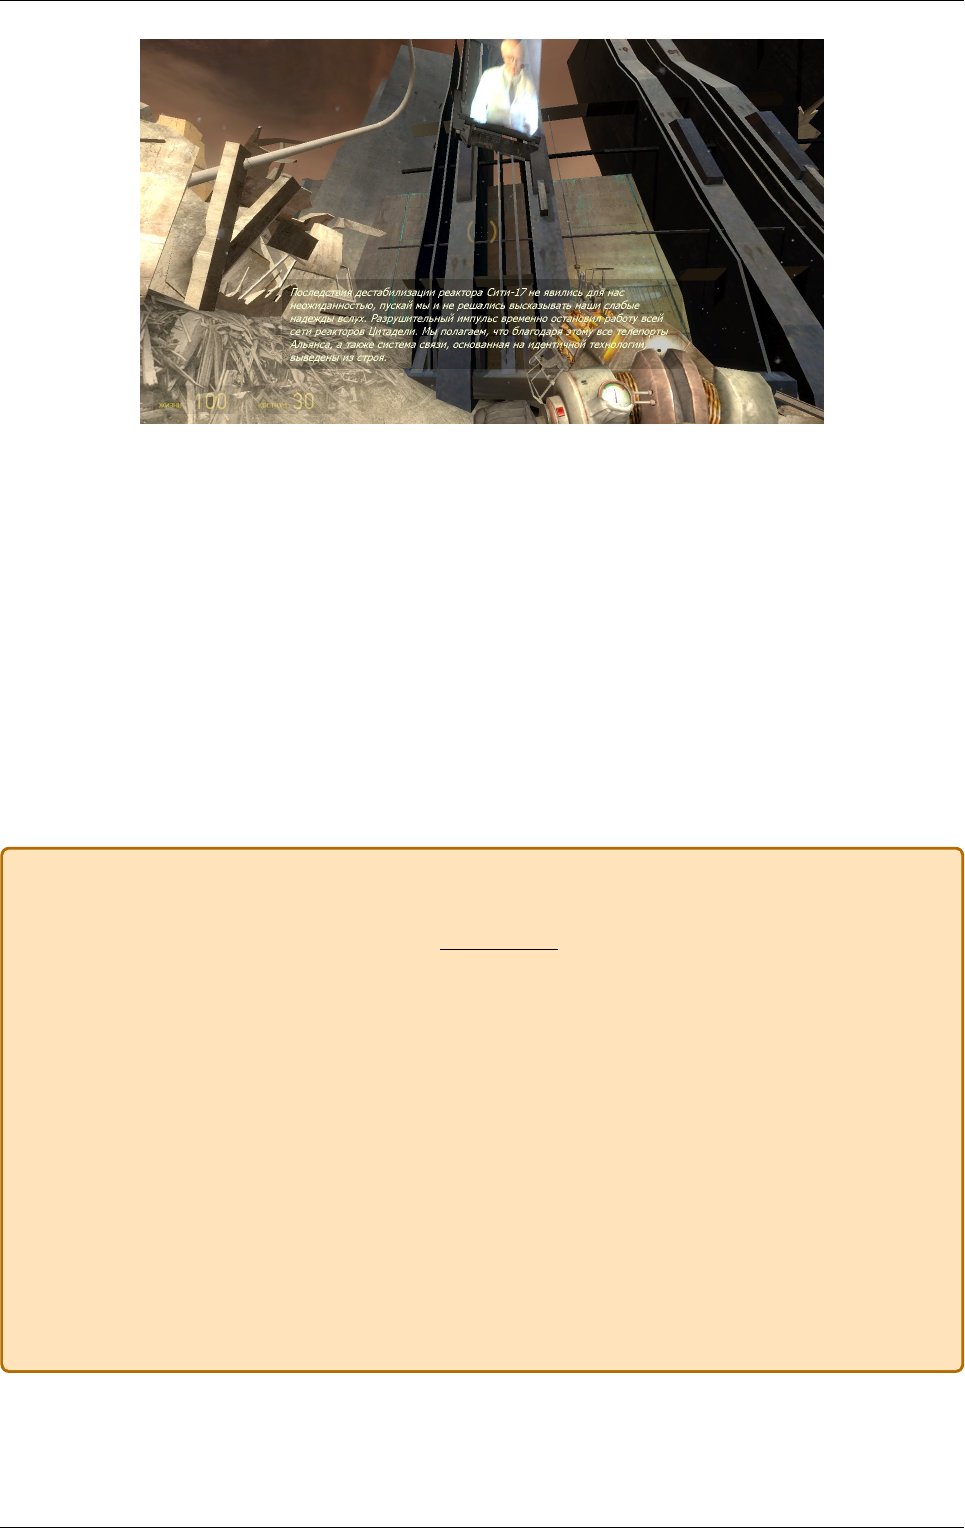 Последствия дестабилизации реактора Сити-17 не явились для нас
неожиданностью, пускай мы и не решались высказывать наши слабые
надежды вслух. Разрушительный импульс временно остановил работу всей
сети реакторов Цитадели. Мы полагаем, что благодаря этому все телепорты
Альянса, а также система связи, основанная на идентичной технологии,
выведены из строя.
ЖИЗНЬ 100 КОСТЮМ 30